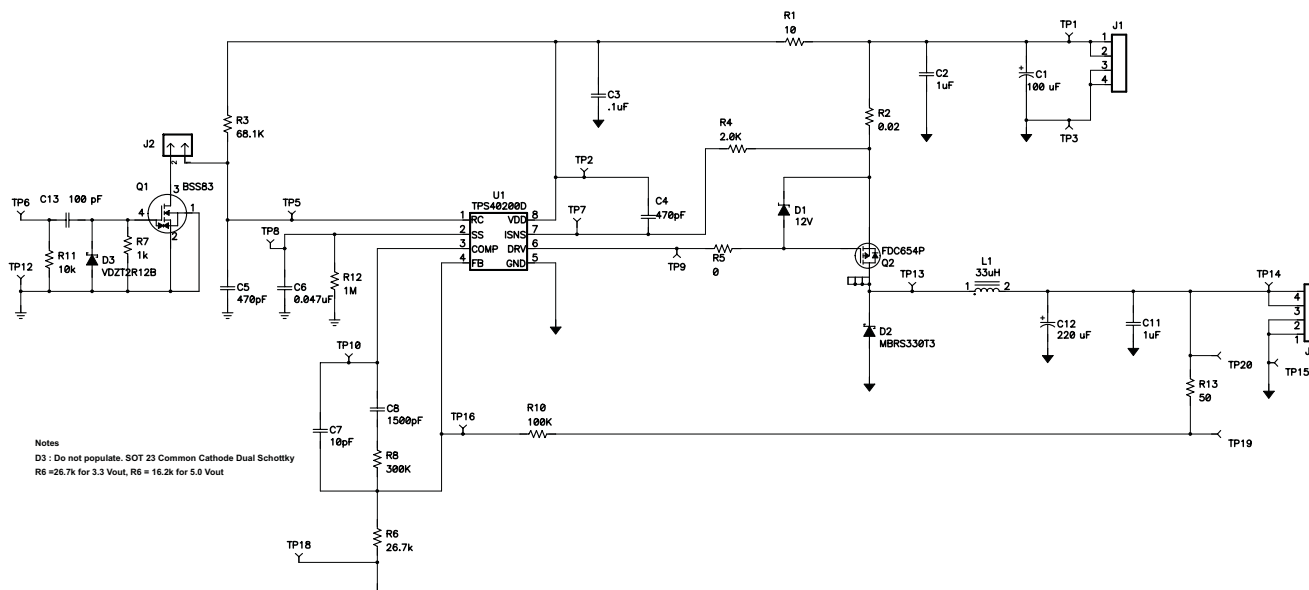 R1
10
TP1
J1
1
2
3
4
C3
.1uF
C2
1uF
C1
100 uF
+
R3
68.1K
R2
0.02
R4
2.0K
TP3
J2
2
Q1
3
BSS83
4
1
2
C13
100 pF
TP6
TP2
U1
TPS40200D
C4
470pF
D1
12V
TP5
TP7
1
RC
VDD
8
TP8
2
SS
ISNS
7
3
COMP
DRV
6
4
FB
GND
5
R11
10k
D3
VDZT2R12B
R7
1k
TP12
R12
1M
C5
470pF
C6
0.047uF
TP9
R5
0
FDC654P
Q2
TP13
L1
33uH
1
2
TP14
4
3
2
1
J
C12
220 uF
+
C11
1uF
D2
MBRS330T3
TP10
TP20
TP15
R13
50
C8
1500pF
C7
10pF
R10
100K
TP16
TP19
R8
300K
Notes
D3 : Do not populate. SOT 23 Common Cathode Dual Schottky
R6 =26.7k for 3.3 Vout, R6 = 16.2k for 5.0 Vout
R6
26.7k
TP18